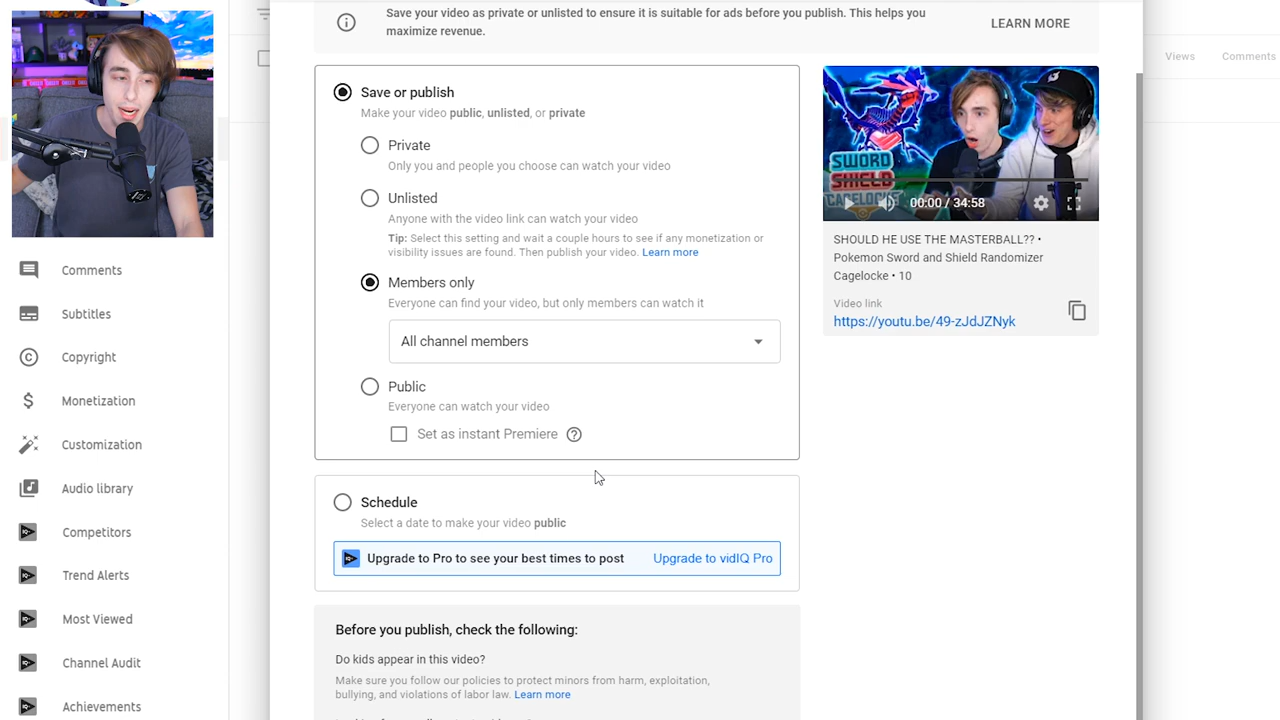 Save your video as private or unlisted to ensure it is suitable for ads before you publish. This helps you
maximize revenue.
LEARN MORE
Views
Comments
Save or publish
Make your video public, unlisted, or private
Private
Only you and people you choose can watch your video
Unlisted
Anyone with the video link can watch your video
Tip: Select this setting and wait a couple hours to see if any monetization or
visibility issues are found. Then publish your video. Learn more
Members only
Everyone can find your video, but only members can watch it
All channel members
Public
Everyone can watch your video
Set as instant Premiere
Schedule
Select a date to make your video public
Upgrade to Pro to see your best times to post
Upgrade to vidIQ Pro
Before you publish, check the following:
Do kids appear in this video?
Make sure you follow our policies to protect minors from harm, exploitation,
bullying, and violations of labor law. Learn more
SWORD
SHIELD
CAGELOCKE
00:00 / 34:58
SHOULD HE USE THE MASTERBALL?? •
Pokemon Sword and Shield Randomizer
Cagelocke • 10
Video link
https://youtu.be/49-zJdJZNyk
Comments
Subtitles
Copyright
Monetization
Customization
Audio library
Competitors
Trend Alerts
Most Viewed
Channel Audit
Achievements